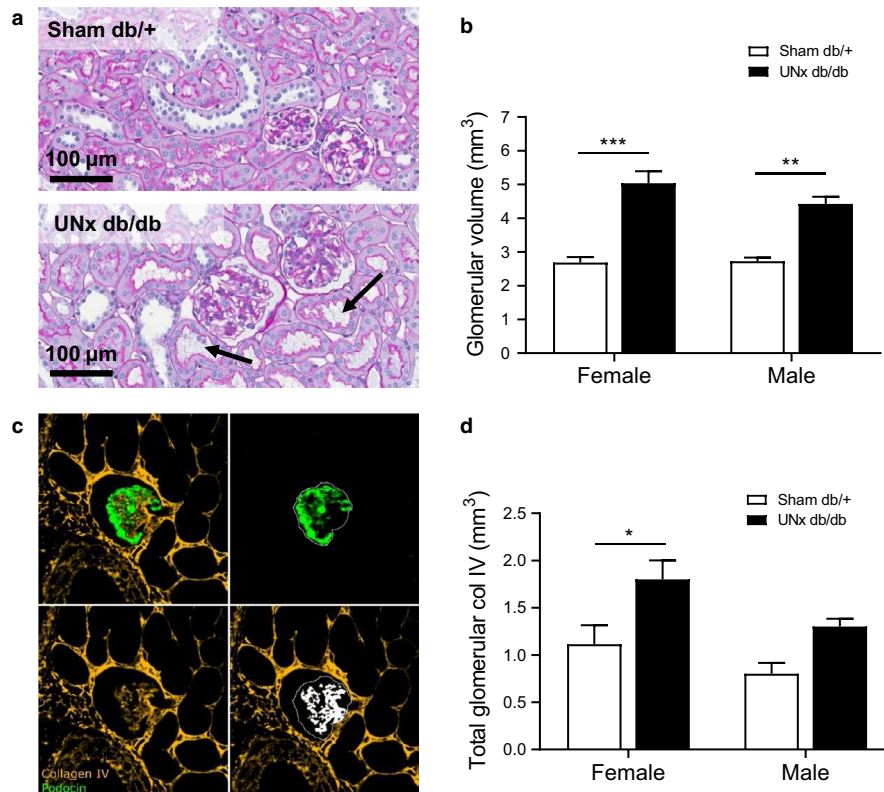 a
Sham db/+
100 µm
UNx db/db
100 µm
b
Sham db/+
UNx db/db
Glomerular volume (mm³)
7
6
5
4
3
2
1
0
***
**
Female
Male
c
Collagen IV
Podocin
d
Sham db/+
UNx db/db
Total glomerular col IV (mm³)
2.5
2.0
1.5
1.0
0.5
0.0
*
Female
Male